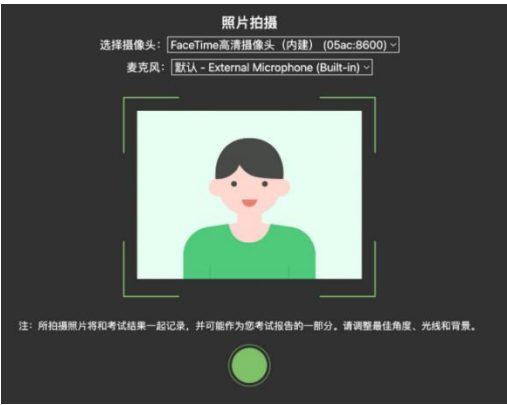 照片拍摄
选择摄像头: FaceTime高清摄像头（内建） (05ac:8600)
麦克风: 默认 - External Microphone (Built-in)
注：所拍摄照片将和考试结果一起记录，并可能作为您考试报告的一部分。请调整最佳角度、光线和背景。